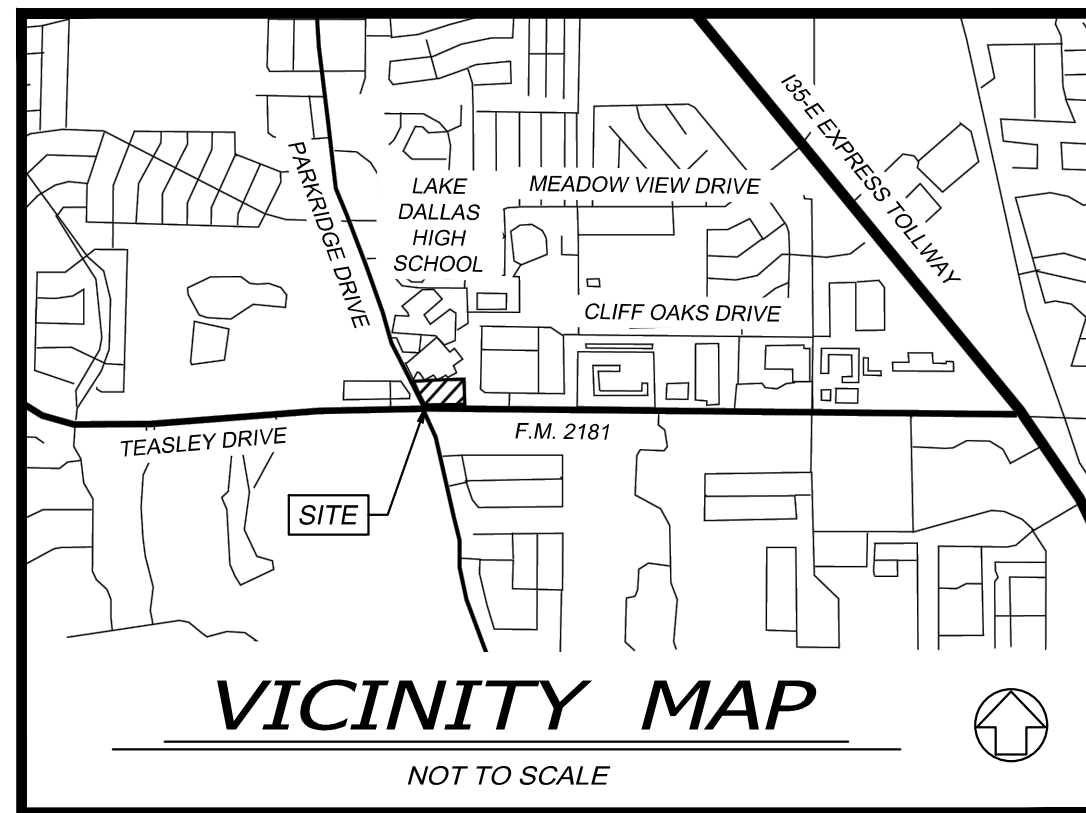 I35-E EXPRESS TOLLWAY
PARKRIDGE DRIVE
LAKE
DALLAS
HIGH
SCHOOL
MEADOW VIEW DRIVE
CLIFF OAKS DRIVE
TEASLEY DRIVE
F.M. 2181
SITE
VICINITY MAP
NOT TO SCALE